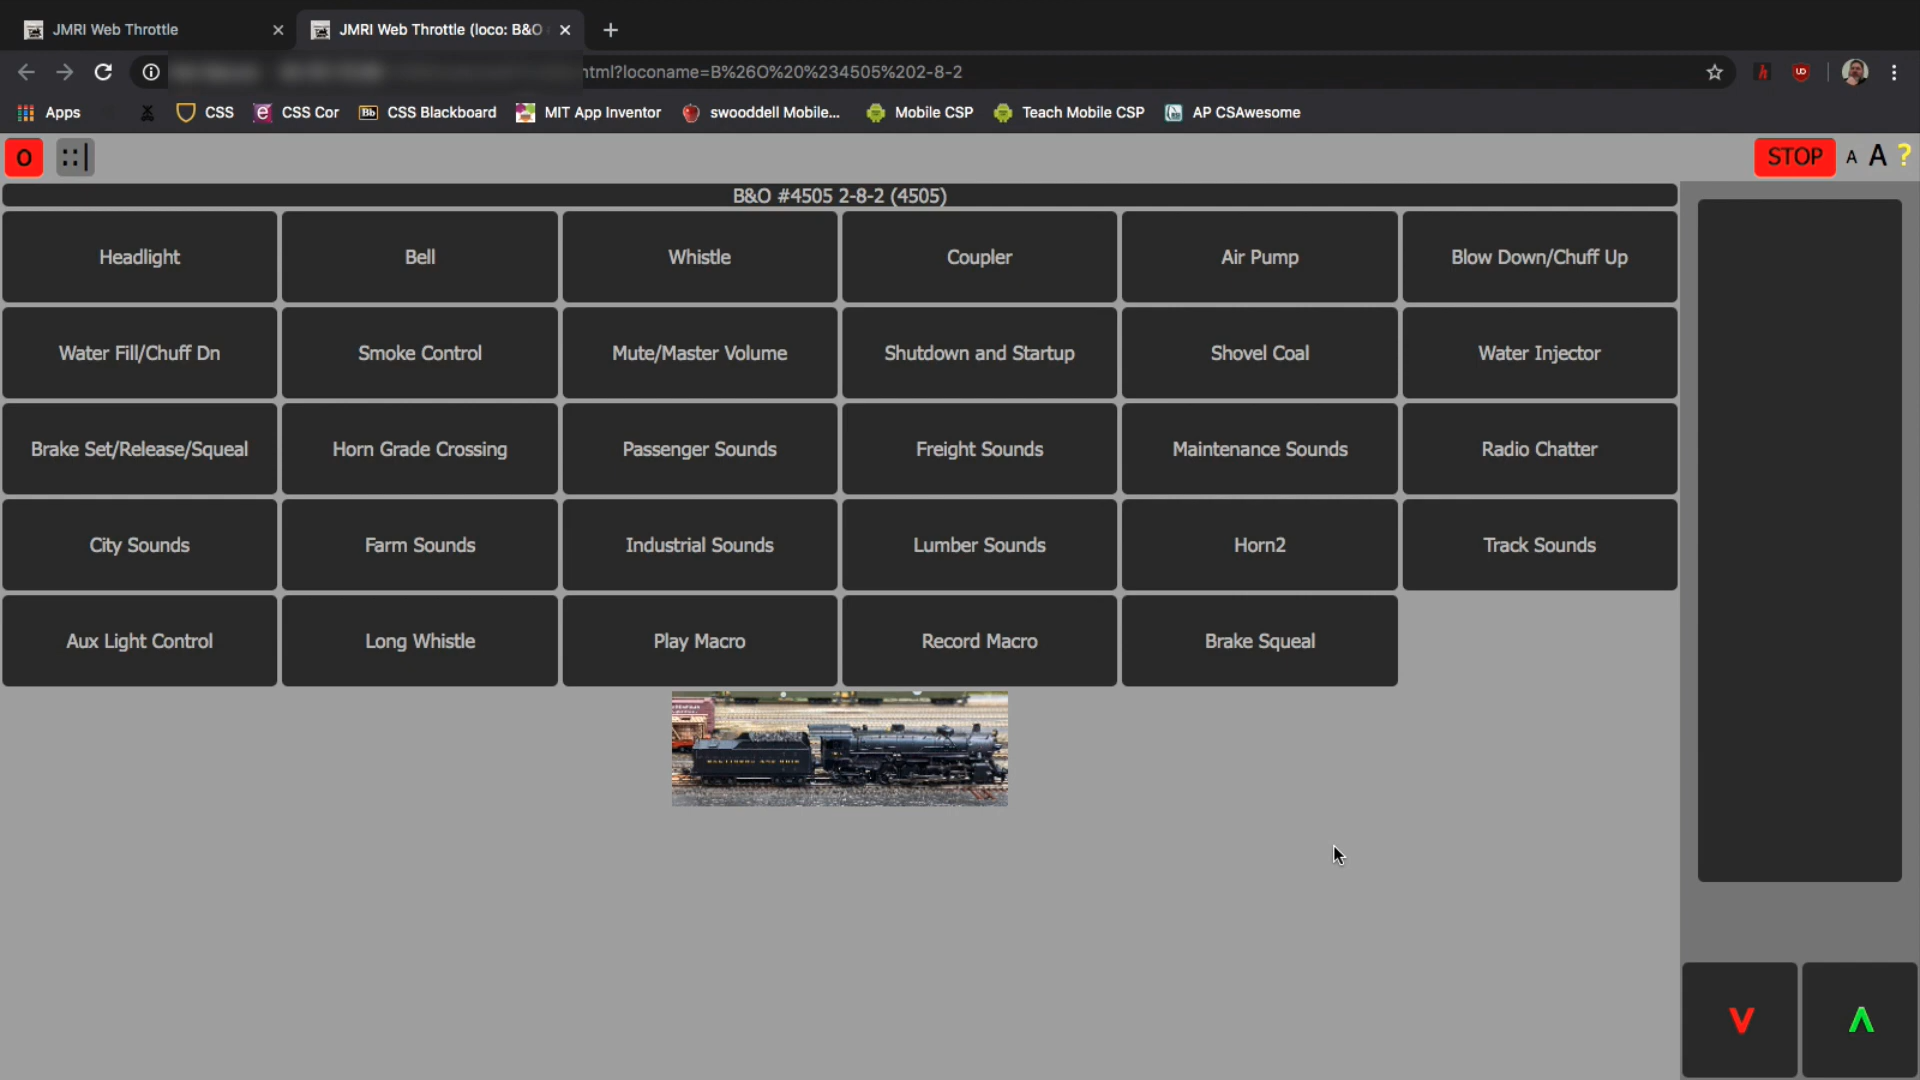 JMRI Web Throttle
JMRI Web Throttle (loco: B&O
html?loconame=B%26O%20%234505%202-8-2
Apps CSS CSS Cor Bb CSS Blackboard MIT App Inventor swooddell Mobile... Mobile CSP Teach Mobile CSP AP CSAwesome
O STOP A A ?
B&O #4505 2-8-2 (4505)
Headlight Bell Whistle Coupler Air Pump Blow Down/Chuff Up
Water Fill/Chuff Dn Smoke Control Mute/Master Volume Shutdown and Startup Shovel Coal Water Injector
Brake Set/Release/Squeal Horn Grade Crossing Passenger Sounds Freight Sounds Maintenance Sounds Radio Chatter
City Sounds Farm Sounds Industrial Sounds Lumber Sounds Horn2 Track Sounds
Aux Light Control Long Whistle Play Macro Record Macro Brake Squeal
BALTIMORE AND OHIO